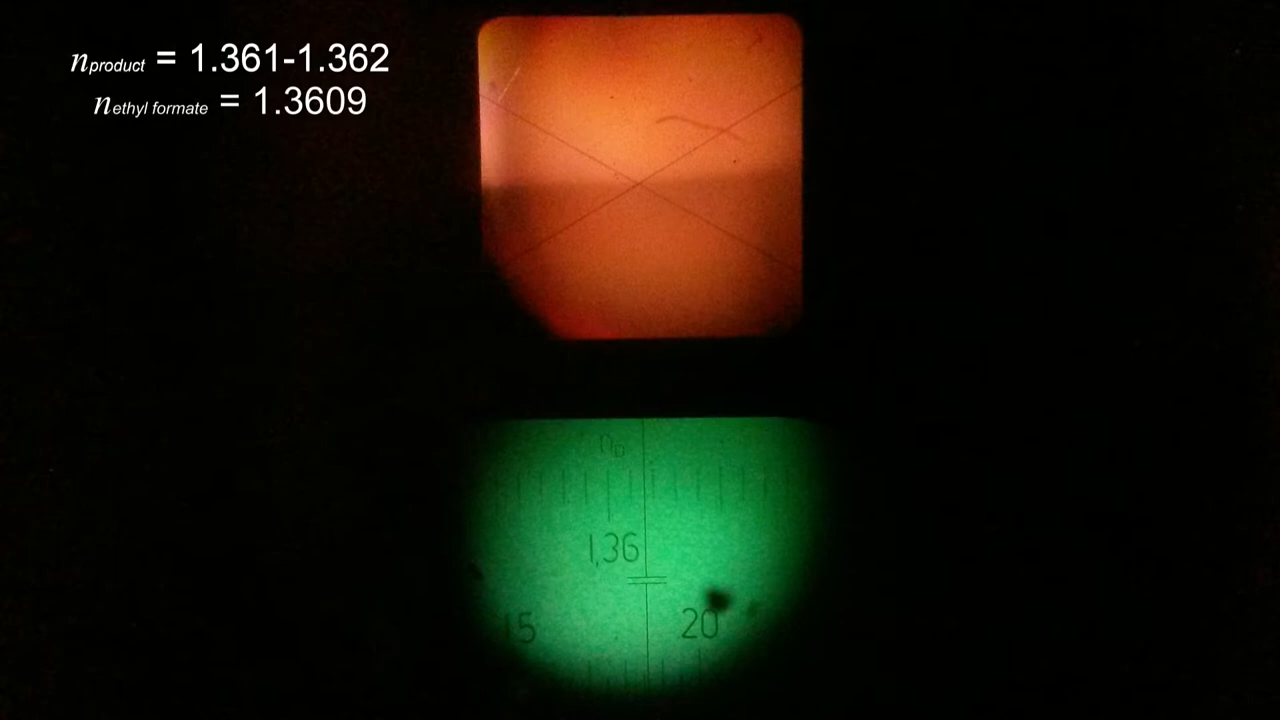 nproduct = 1.361-1.362
nethyl formate = 1.3609
nD
1,36
15 20